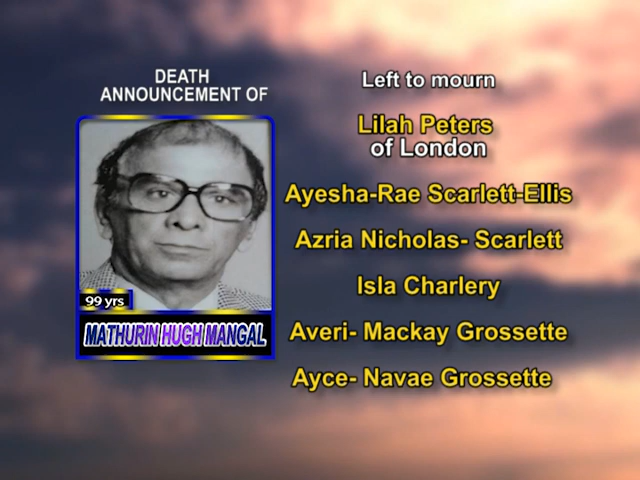 DEATH
ANNOUNCEMENT OF
99 yrs
MATHURIN HUGH MANGAL
Left to mourn
Lilah Peters
of London
Ayesha-Rae Scarlett-Ellis
Azria Nicholas- Scarlett
Isla Charlery
Averi- Mackay Grossette
Ayce- Navae Grossette